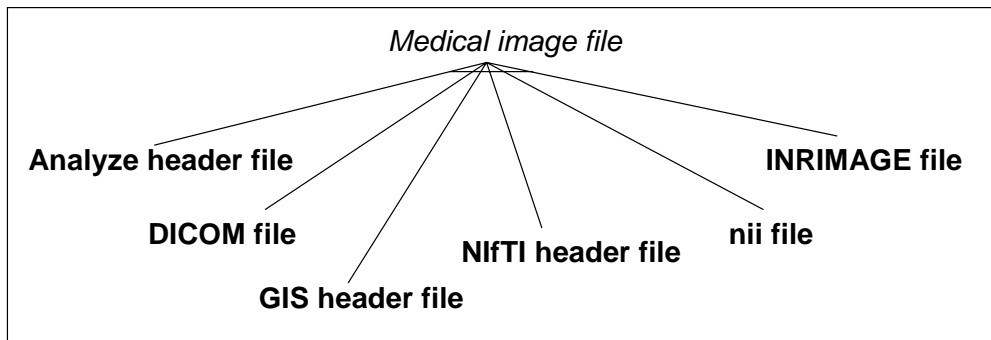 Medical image file
Analyze header file
INRIMAGE file
DICOM file
NIfTI header file
nii file
GIS header file